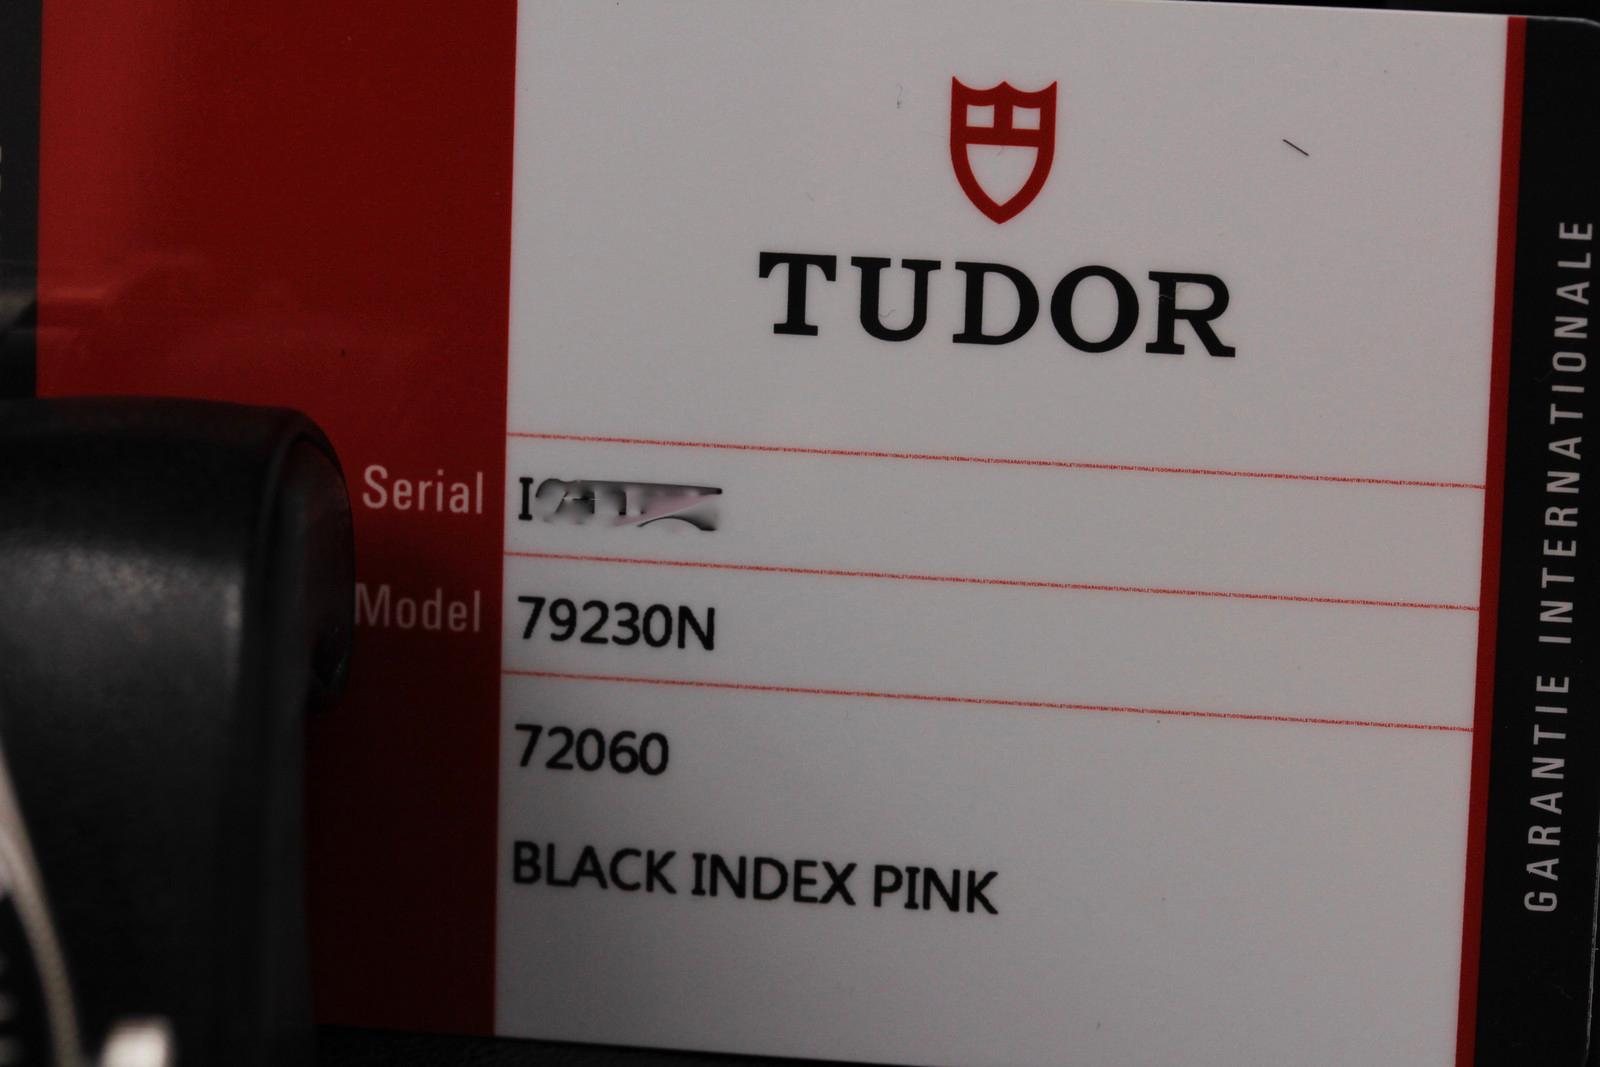 TUDOR
Serial
Model 79230N
72060
BLACK INDEX PINK
GARANTIE INTERNATIONALE